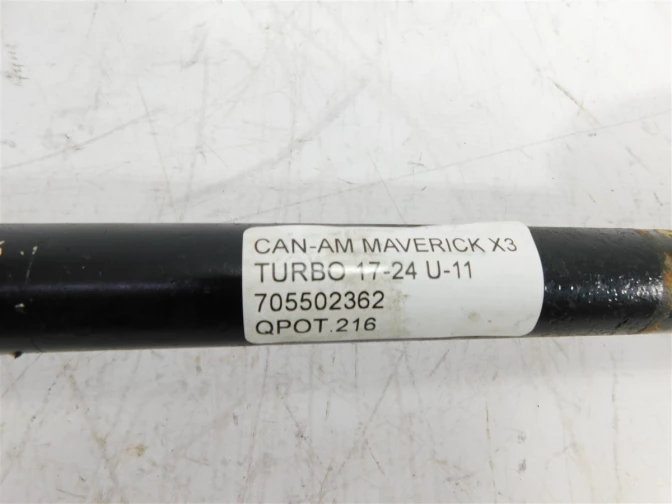 CAN-AM MAVERICK X3
TURBO 17-24 U-11
705502362
QPOT.216